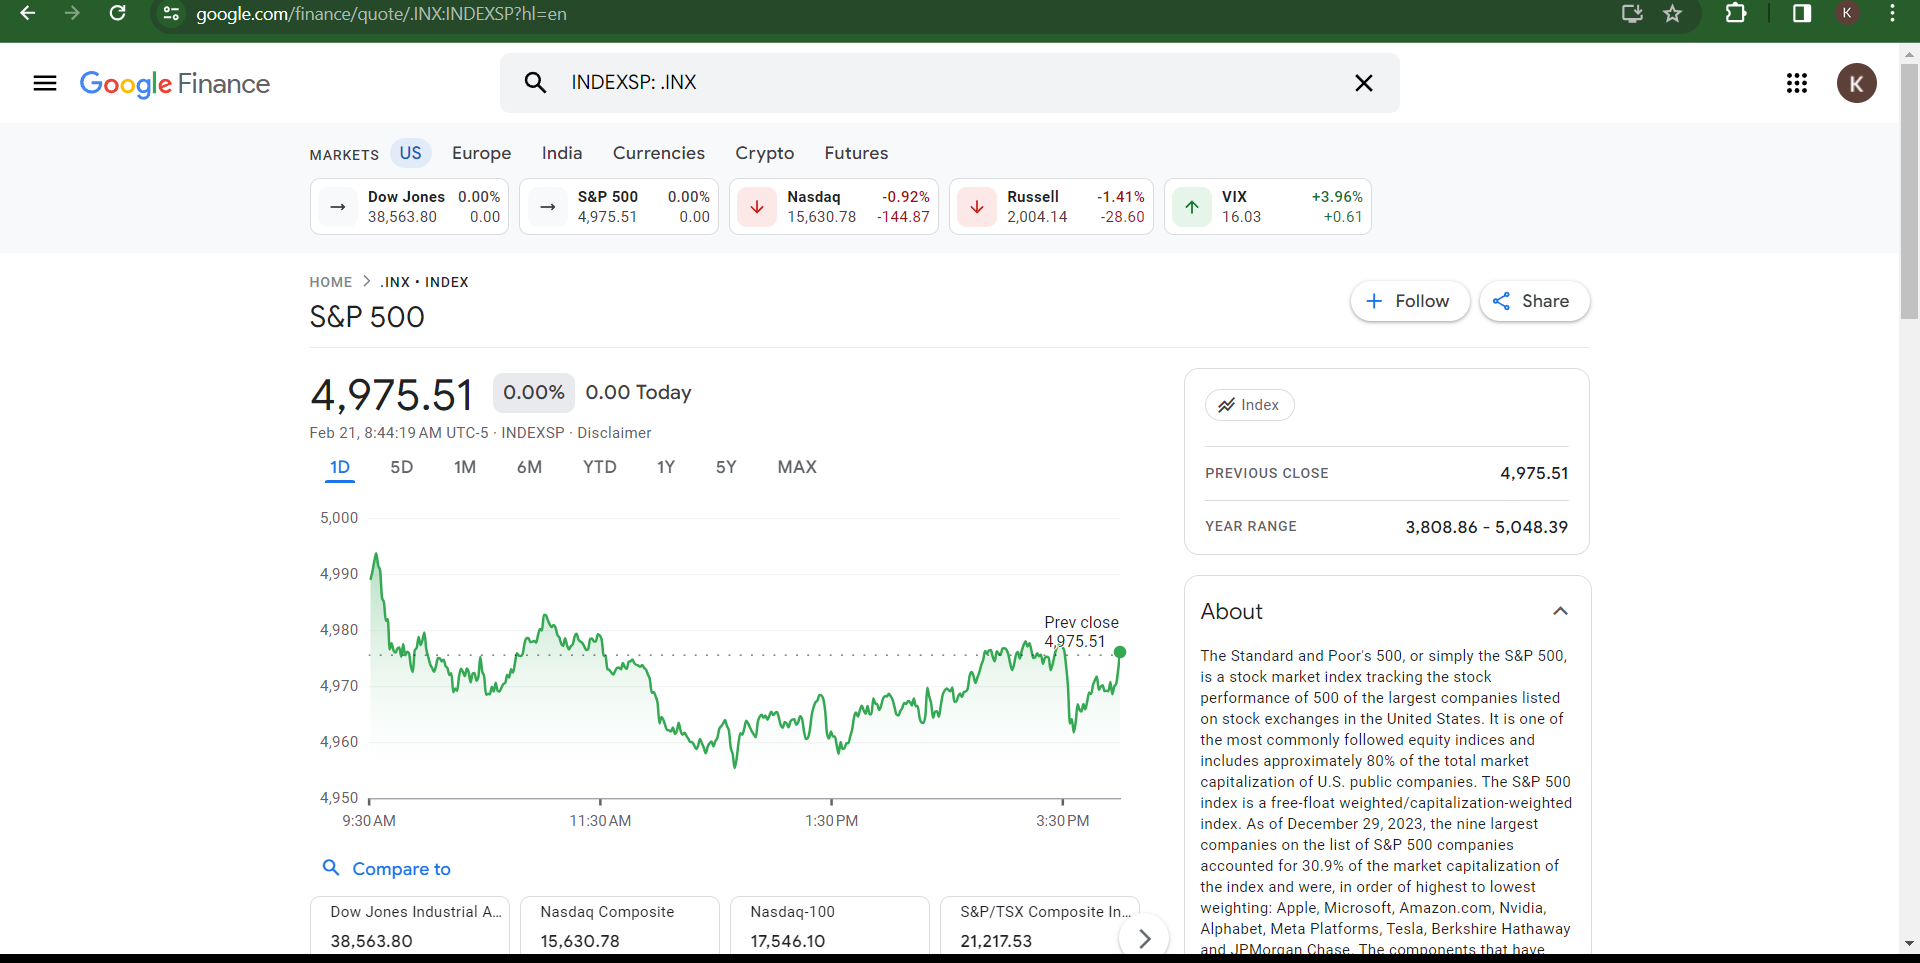 google.com/finance/quote/.INX:INDEXSP?hl=en
K
Google Finance
INDEXSP: .INX
K
MARKETS US Europe India Currencies Crypto Futures
Dow Jones 0.00%
38,563.80 0.00
S&P 500 0.00%
4,975.51 0.00
Nasdaq -0.92%
15,630.78 -144.87
Russell -1.41%
2,004.14 -28.60
VIX +3.96%
16.03 +0.61
HOME .INX • INDEX
S&P 500
Follow
Share
4,975.51 0.00% 0.00 Today
Feb 21, 8:44:19 AM UTC-5 · INDEXSP · Disclaimer
1D 5D 1M 6M YTD 1Y 5Y MAX
5,000
4,990
4,980
4,970
4,960
4,950
Prev close
4,975.51
9:30 AM 11:30 AM 1:30 PM 3:30 PM
Compare to
Dow Jones Industrial A...
38,563.80
Nasdaq Composite
15,630.78
Nasdaq-100
17,546.10
S&P/TSX Composite In...
21,217.53
Index
PREVIOUS CLOSE 4,975.51
YEAR RANGE 3,808.86 - 5,048.39
About
The Standard and Poor's 500, or simply the S&P 500,
is a stock market index tracking the stock
performance of 500 of the largest companies listed
on stock exchanges in the United States. It is one of
the most commonly followed equity indices and
includes approximately 80% of the total market
capitalization of U.S. public companies. The S&P 500
index is a free-float weighted/capitalization-weighted
index. As of December 29, 2023, the nine largest
companies on the list of S&P 500 companies
accounted for 30.9% of the market capitalization of
the index and were, in order of highest to lowest
weighting: Apple, Microsoft, Amazon.com, Nvidia,
Alphabet, Meta Platforms, Tesla, Berkshire Hathaway
and JPMorgan Chase. The components that have